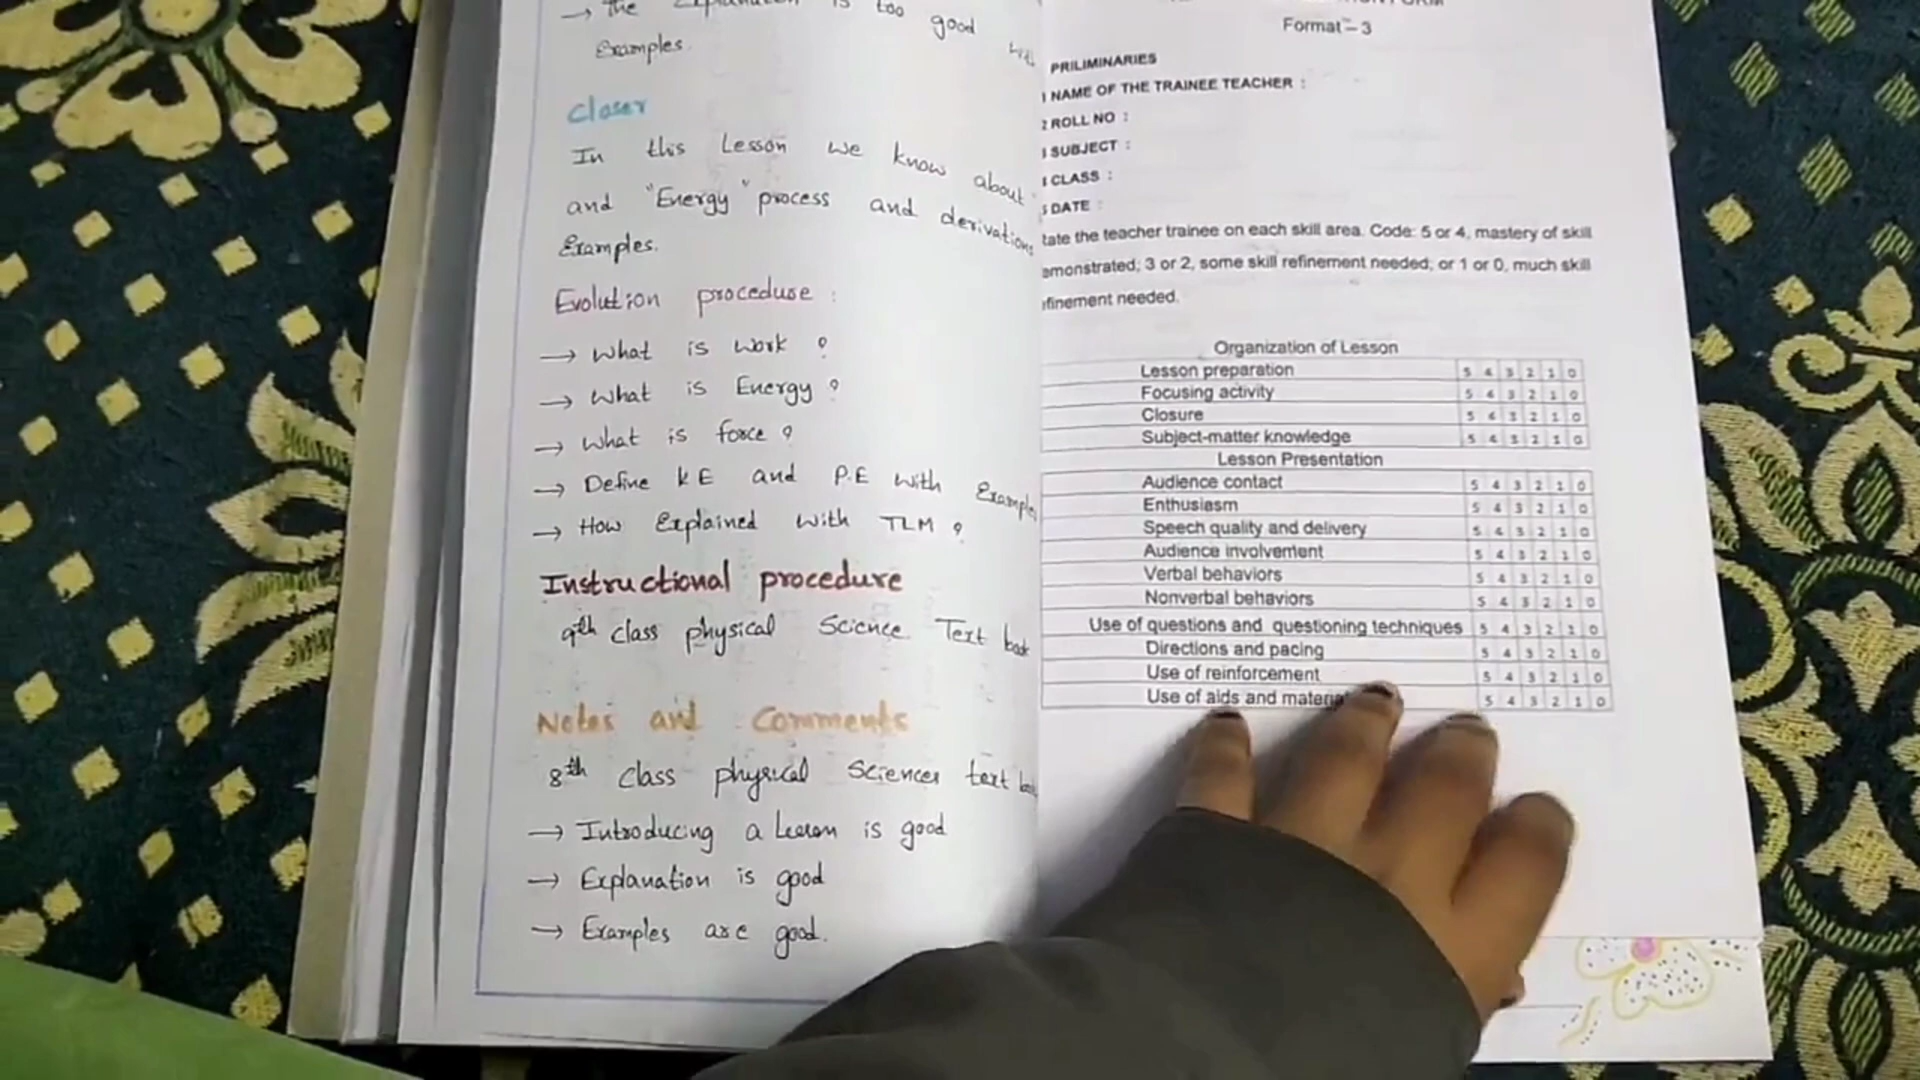 → The Explanation is too good with
Examples.
Closer
In this Lesson we know about
and "Energy" process and derivations
Examples.
Evolution proceduse :
→ What is work ?
→ What is Energy ?
→ What is force ?
→ Define KE and P.E with Examples
→ How Explained with TLM ?
Instructional procedure
9th class physical Science Text book
Notes and Comments
8th class physical Sciences text
→ Introducing a Lesson is good
→ Explanation is good
→ Examples are good.
Format – 3
PRILIMINARIES
NAME OF THE TRAINEE TEACHER :
2 ROLL NO :
SUBJECT :
CLASS :
DATE :
tate the teacher trainee on each skill area. Code: 5 or 4, mastery of skill
emonstrated; 3 or 2, some skill refinement needed; or 1 or 0, much skill
efinement needed.
Organization of Lesson
Lesson preparation 5 4 3 2 1 0
Focusing activity 5 4 3 2 1 0
Closure 5 4 3 2 1 0
Subject-matter knowledge 5 4 3 2 1 0
Lesson Presentation
Audience contact 5 4 3 2 1 0
Enthusiasm 5 4 3 2 1 0
Speech quality and delivery 5 4 3 2 1 0
Audience involvement 5 4 3 2 1 0
Verbal behaviors 5 4 3 2 1 0
Nonverbal behaviors 5 4 3 2 1 0
Use of questions and questioning techniques 5 4 3 2 1 0
Directions and pacing 5 4 3 2 1 0
Use of reinforcement 5 4 3 2 1 0
Use of aids and materia 5 4 3 2 1 0